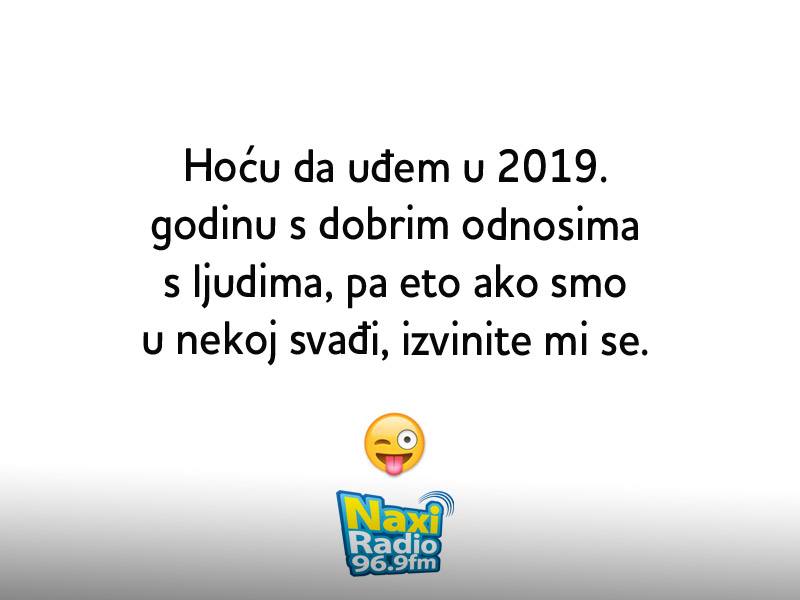 Hoću da uđem u 2019.
godinu s dobrim odnosima
s ljudima, pa eto ako smo
u nekoj svađi, izvinite mi se.
Naxi
Radio
96.9fm